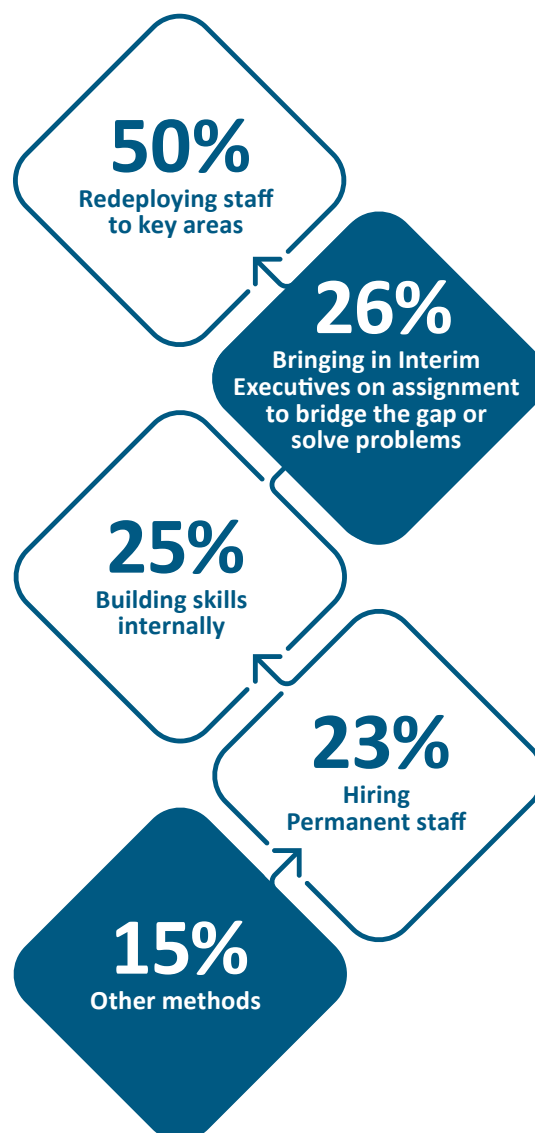 50%
Redeploying staff
to key areas
26%
Bringing in Interim
Executives on assignment
to bridge the gap or
solve problems
25%
Building skills
internally
23%
Hiring
Permanent staff
15%
Other methods